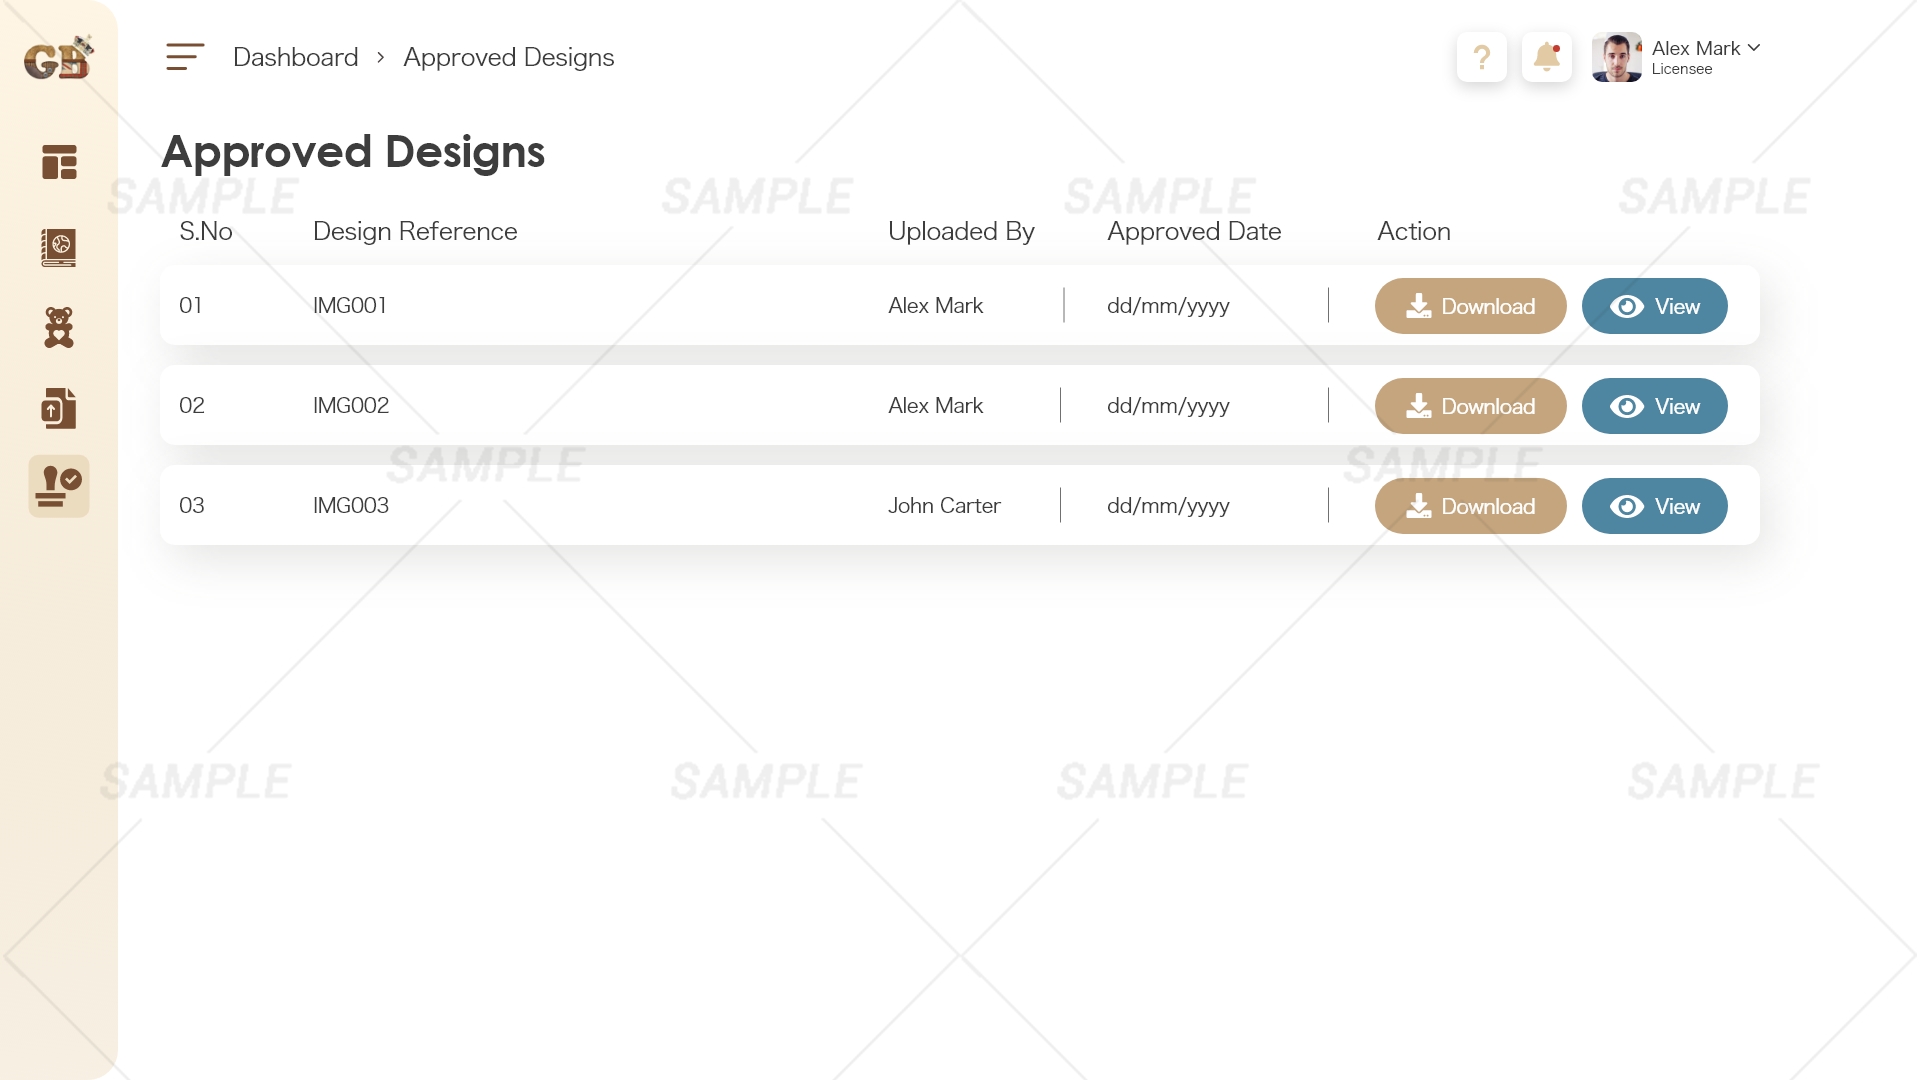 GB
Dashboard > Approved Designs
?
Alex Mark
Licensee
Approved Designs
SAMPLE SAMPLE SAMPLE SAMPLE
S.No Design Reference Uploaded By Approved Date Action
01 IMG001 Alex Mark dd/mm/yyyy Download View
02 IMG002 Alex Mark dd/mm/yyyy Download View
SAMPLE SAMPLE
03 IMG003 John Carter dd/mm/yyyy Download View
SAMPLE SAMPLE SAMPLE SAMPLE